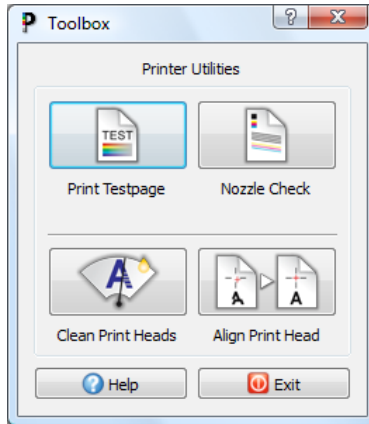 P Toolbox ? X
Printer Utilities
TEST
Print Testpage Nozzle Check
A A A
Clean Print Heads Align Print Head
? Help Exit